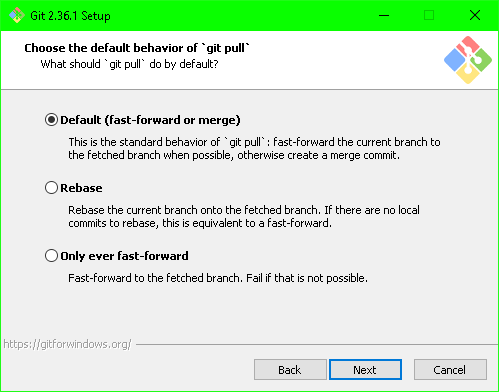 Git 2.36.1 Setup
Choose the default behavior of `git pull`
What should `git pull` do by default?
Default (fast-forward or merge)
This is the standard behavior of `git pull`: fast-forward the current branch to
the fetched branch when possible, otherwise create a merge commit.
Rebase
Rebase the current branch onto the fetched branch. If there are no local
commits to rebase, this is equivalent to a fast-forward.
Only ever fast-forward
Fast-forward to the fetched branch. Fail if that is not possible.
https://gitforwindows.org/
Back
Next
Cancel